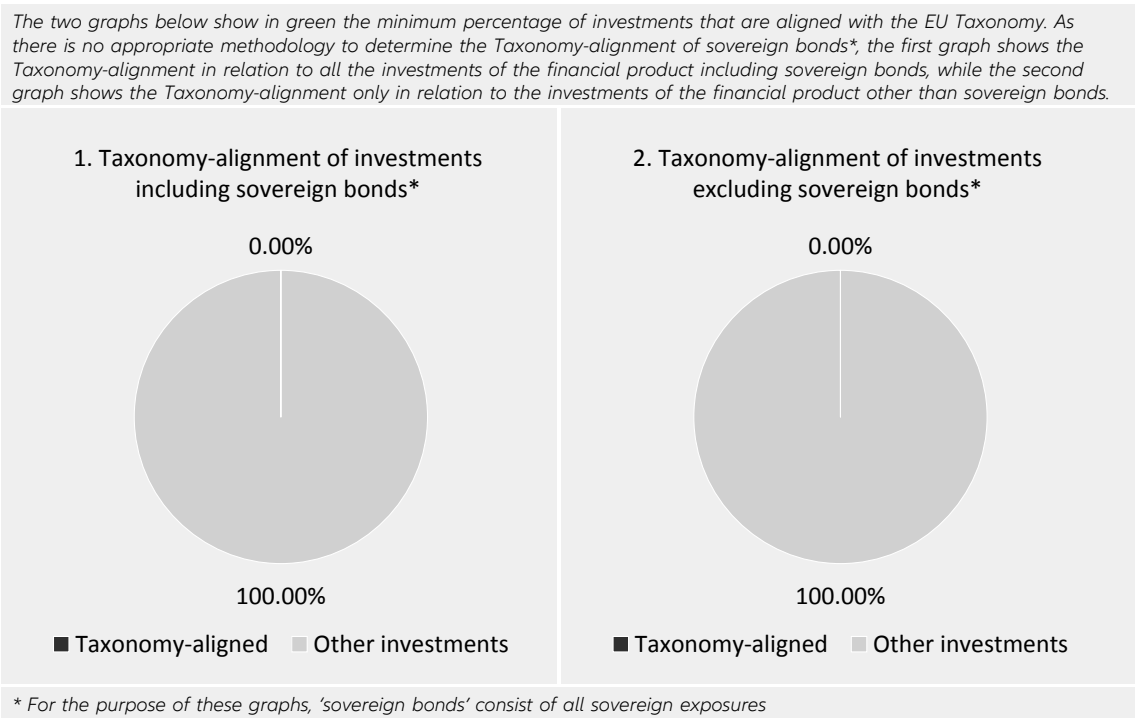 The two graphs below show in green the minimum percentage of investments that are aligned with the EU Taxonomy. As
there is no appropriate methodology to determine the Taxonomy-alignment of sovereign bonds*, the first graph shows the
Taxonomy-alignment in relation to all the investments of the financial product including sovereign bonds, while the second
graph shows the Taxonomy-alignment only in relation to the investments of the financial product other than sovereign bonds.
1. Taxonomy-alignment of investments
including sovereign bonds*
0.00%
100.00%
Taxonomy-aligned Other investments
2. Taxonomy-alignment of investments
excluding sovereign bonds*
0.00%
100.00%
Taxonomy-aligned Other investments
* For the purpose of these graphs, ‘sovereign bonds’ consist of all sovereign exposures